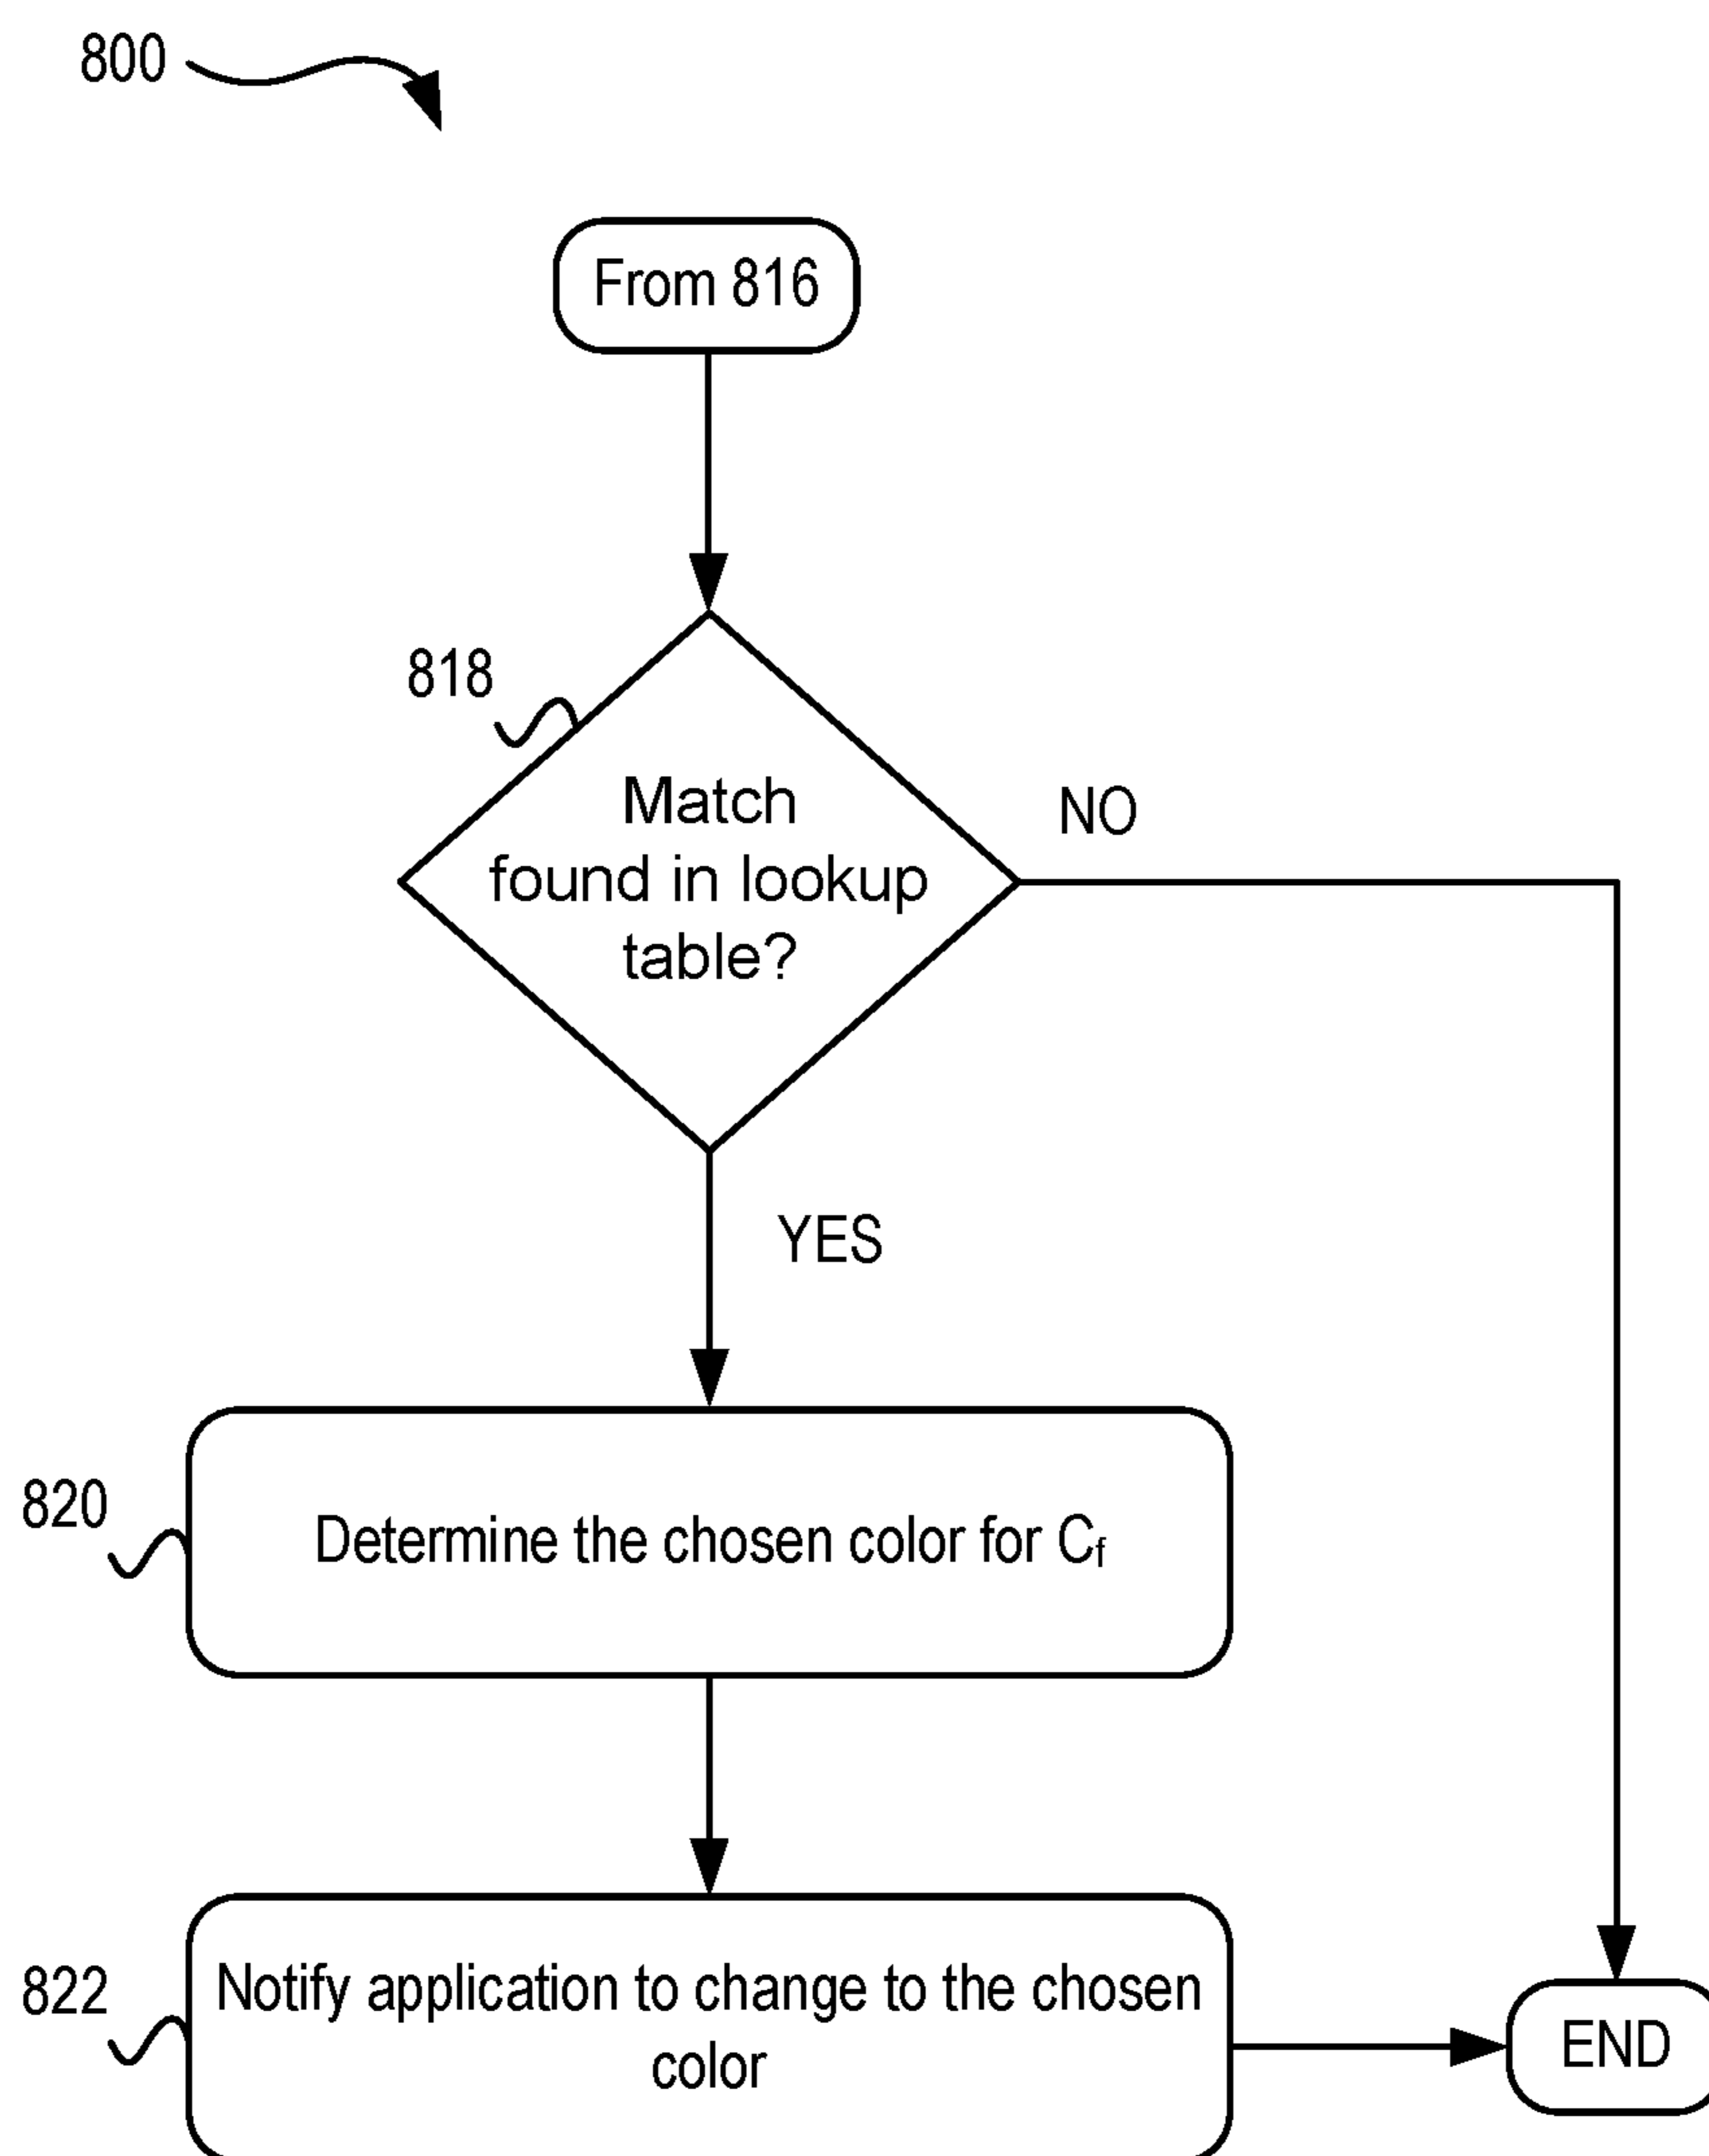 800
From 816
818
Match
found in lookup
table?
NO
YES
820
Determine the chosen color for Cf
822
Notify application to change to the chosen
color
END